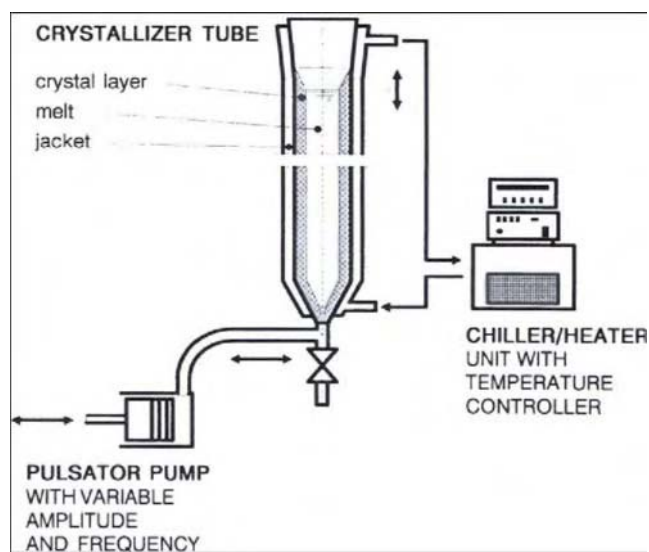 CRYSTALLIZER TUBE
crystal layer
melt
jacket
CHILLER/HEATER
UNIT WITH
TEMPERATURE
CONTROLLER
PULSATOR PUMP
WITH VARIABLE
AMPLITUDE
AND FREQUENCY